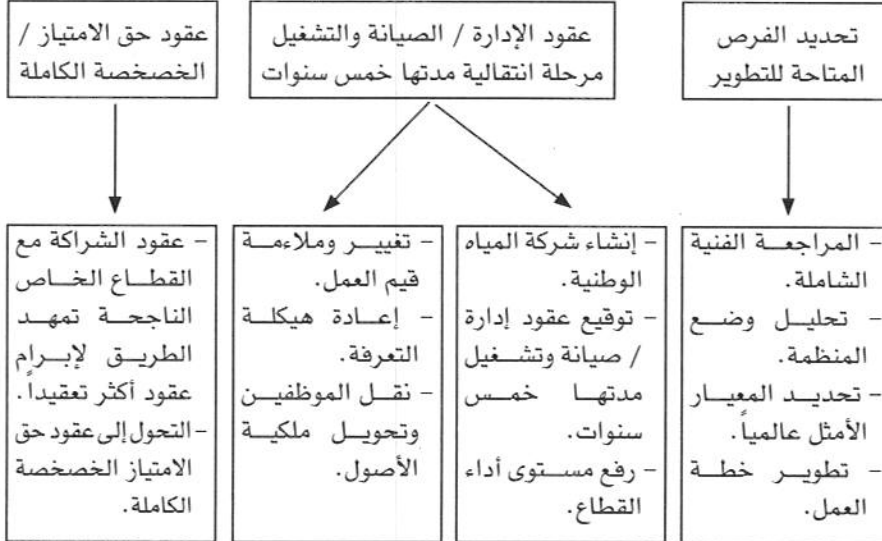 تحديد الفرص
المتاحة للتطوير
عقود الإدارة / الصيانة والتشغيل
مرحلة انتقالية مدتها خمس سنوات
عقود حق الامتياز /
الخصخصة الكاملة
- المراجعة الفنية
الشاملة.
- تحليل وضع
المنظمة.
- تحديد المعيار
الأمثل عالمياً.
- تطوير خطة
العمل.
- إنشاء شركة المياه
الوطنية.
- توقيع عقود إدارة
/ صيانة وتشغيل
مدتها خمس
سنوات.
- رفع مستوى أداء
القطاع.
- تغيير وملاءمة
قيم العمل.
- إعادة هيكلة
التعرفة.
- نقل الموظفين
وتحويل ملكية
الأصول.
- عقود الشراكة مع
القطاع الخاص
الناجحة تمهد
الطريق لإبرام
عقود أكثر تعقيداً.
- التحول إلى عقود حق
الامتياز الخصخصة
الكاملة.